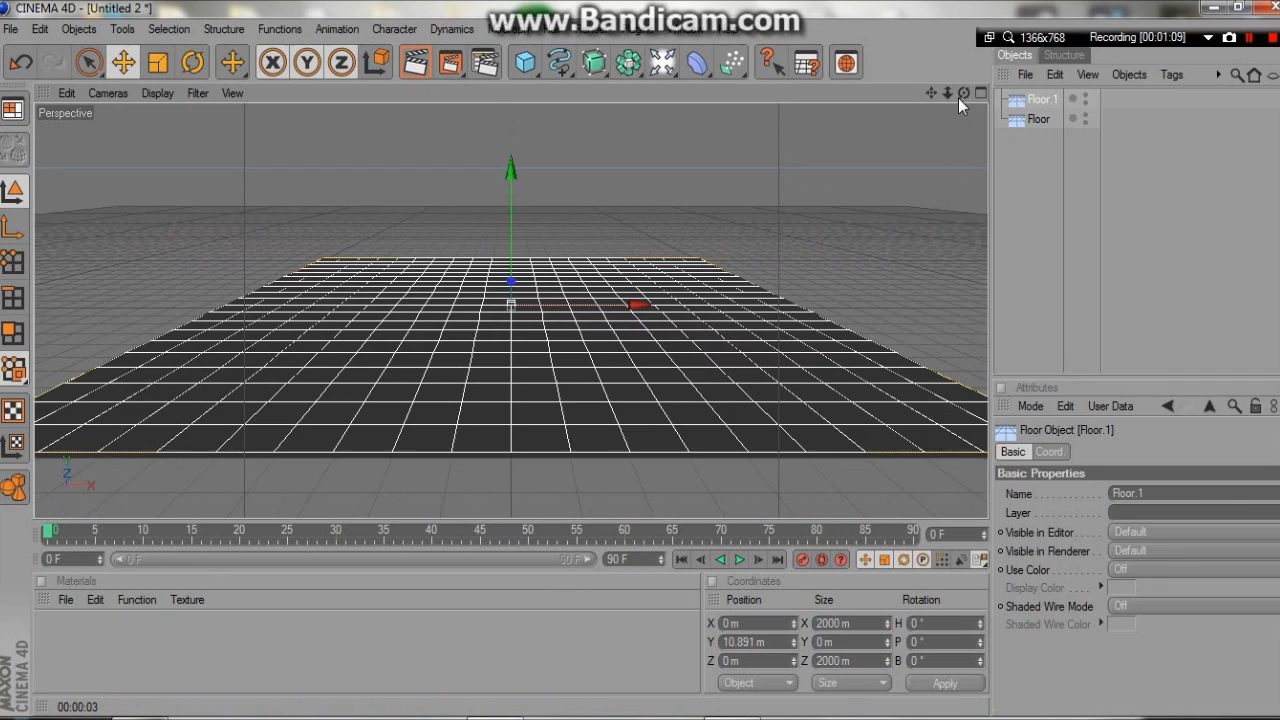 CINEMA 4D - [Untitled 2 *]
www.Bandicam.com
File Edit Objects Tools Selection Structure Functions Animation Character Dynamics
1366x768 Recording [00:01:09]
Objects Structure
File Edit View Objects Tags
Edit Cameras Display Filter View
Perspective
Floor.1
Floor
X Y Z
Y
Z
X
Attributes
Mode Edit User Data
Floor Object [Floor.1]
Basic Coord.
Basic Properties
Name Floor.1
Layer
Visible in Editor Default
Visible in Renderer Default
Use Color Off
Display Color
Shaded Wire Mode Off
Shaded Wire Color
0 5 10 15 20 25 30 35 40 45 50 55 60 65 70 75 80 85 90 0 F
0 F 0 F 90 F 90 F
Materials
File Edit Function Texture
Coordinates
Position Size Rotation
X 0 m X 2000 m H 0 °
Y 10.891 m Y 0 m P 0 °
Z 0 m Z 2000 m B 0 °
Object Size Apply
MAXON
CINEMA 4D
00:00:03